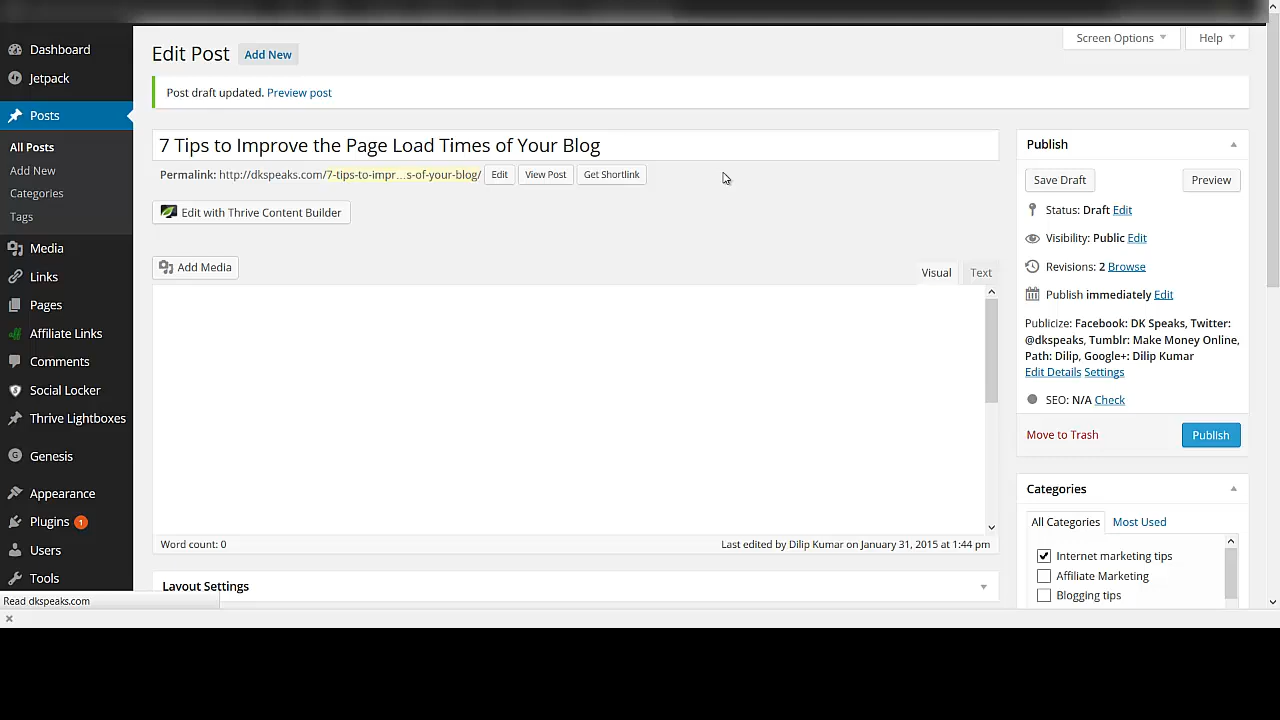 Screen Options
Help
Edit Post
Add New
Post draft updated. Preview post
7 Tips to Improve the Page Load Times of Your Blog
Permalink: http://dkspeaks.com/7-tips-to-impr…s-of-your-blog/ Edit View Post Get Shortlink
Edit with Thrive Content Builder
Add Media
Visual
Text
Word count: 0
Last edited by Dilip Kumar on January 31, 2015 at 1:44 pm
Layout Settings
Dashboard
Jetpack
Posts
All Posts
Add New
Categories
Tags
Media
Links
Pages
Affiliate Links
Comments
Social Locker
Thrive Lightboxes
Genesis
Appearance
Plugins 1
Users
Tools
Read dkspeaks.com
Publish
Save Draft
Preview
Status: Draft Edit
Visibility: Public Edit
Revisions: 2 Browse
Publish immediately Edit
Publicize: Facebook: DK Speaks, Twitter:
@dkspeaks, Tumblr: Make Money Online,
Path: Dilip, Google+: Dilip Kumar
Edit Details Settings
SEO: N/A Check
Move to Trash
Publish
Categories
All Categories
Most Used
Internet marketing tips
Affiliate Marketing
Blogging tips